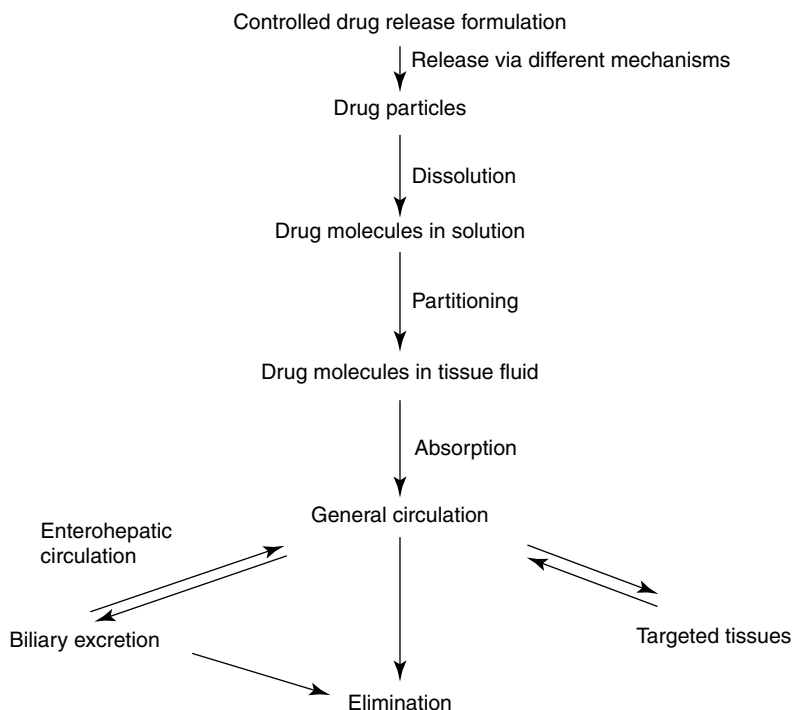 Controlled drug release formulation
Release via different mechanisms
Drug particles
Dissolution
Drug molecules in solution
Partitioning
Drug molecules in tissue fluid
Absorption
General circulation
Enterohepatic
circulation
Biliary excretion
Targeted tissues
Elimination